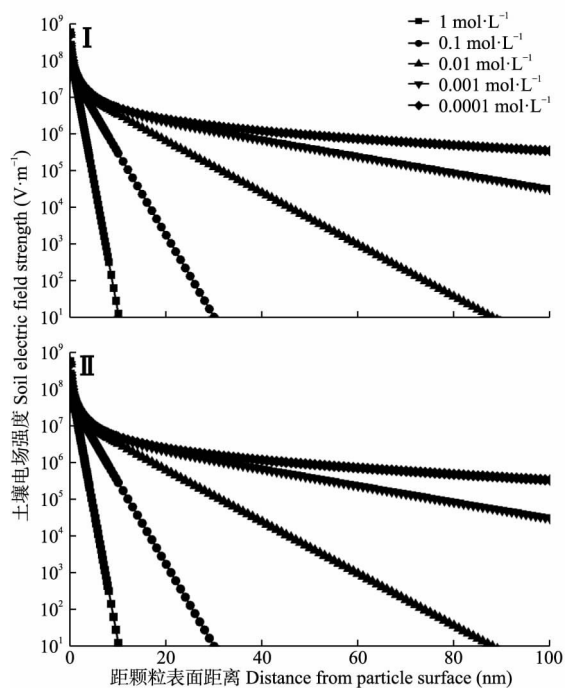 1 mol·L⁻¹
0.1 mol·L⁻¹
0.01 mol·L⁻¹
0.001 mol·L⁻¹
0.0001 mol·L⁻¹
Ⅰ
10⁹
10⁸
10⁷
10⁶
10⁵
10⁴
10³
10²
10¹
Ⅱ
10⁹
10⁸
10⁷
10⁶
10⁵
10⁴
10³
10²
10¹
0 20 40 60 80 100
土壤电场强度 Soil electric field strength (V·m⁻¹)
距颗粒表面距离 Distance from particle surface (nm)